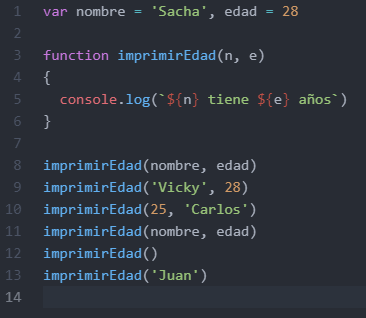 1 var nombre = 'Sacha', edad = 28
2
3 function imprimirEdad(n, e)
4 {
5   console.log(`${n} tiene ${e} años`)
6 }
7
8 imprimirEdad(nombre, edad)
9 imprimirEdad('Vicky', 28)
10 imprimirEdad(25, 'Carlos')
11 imprimirEdad(nombre, edad)
12 imprimirEdad()
13 imprimirEdad('Juan')
14